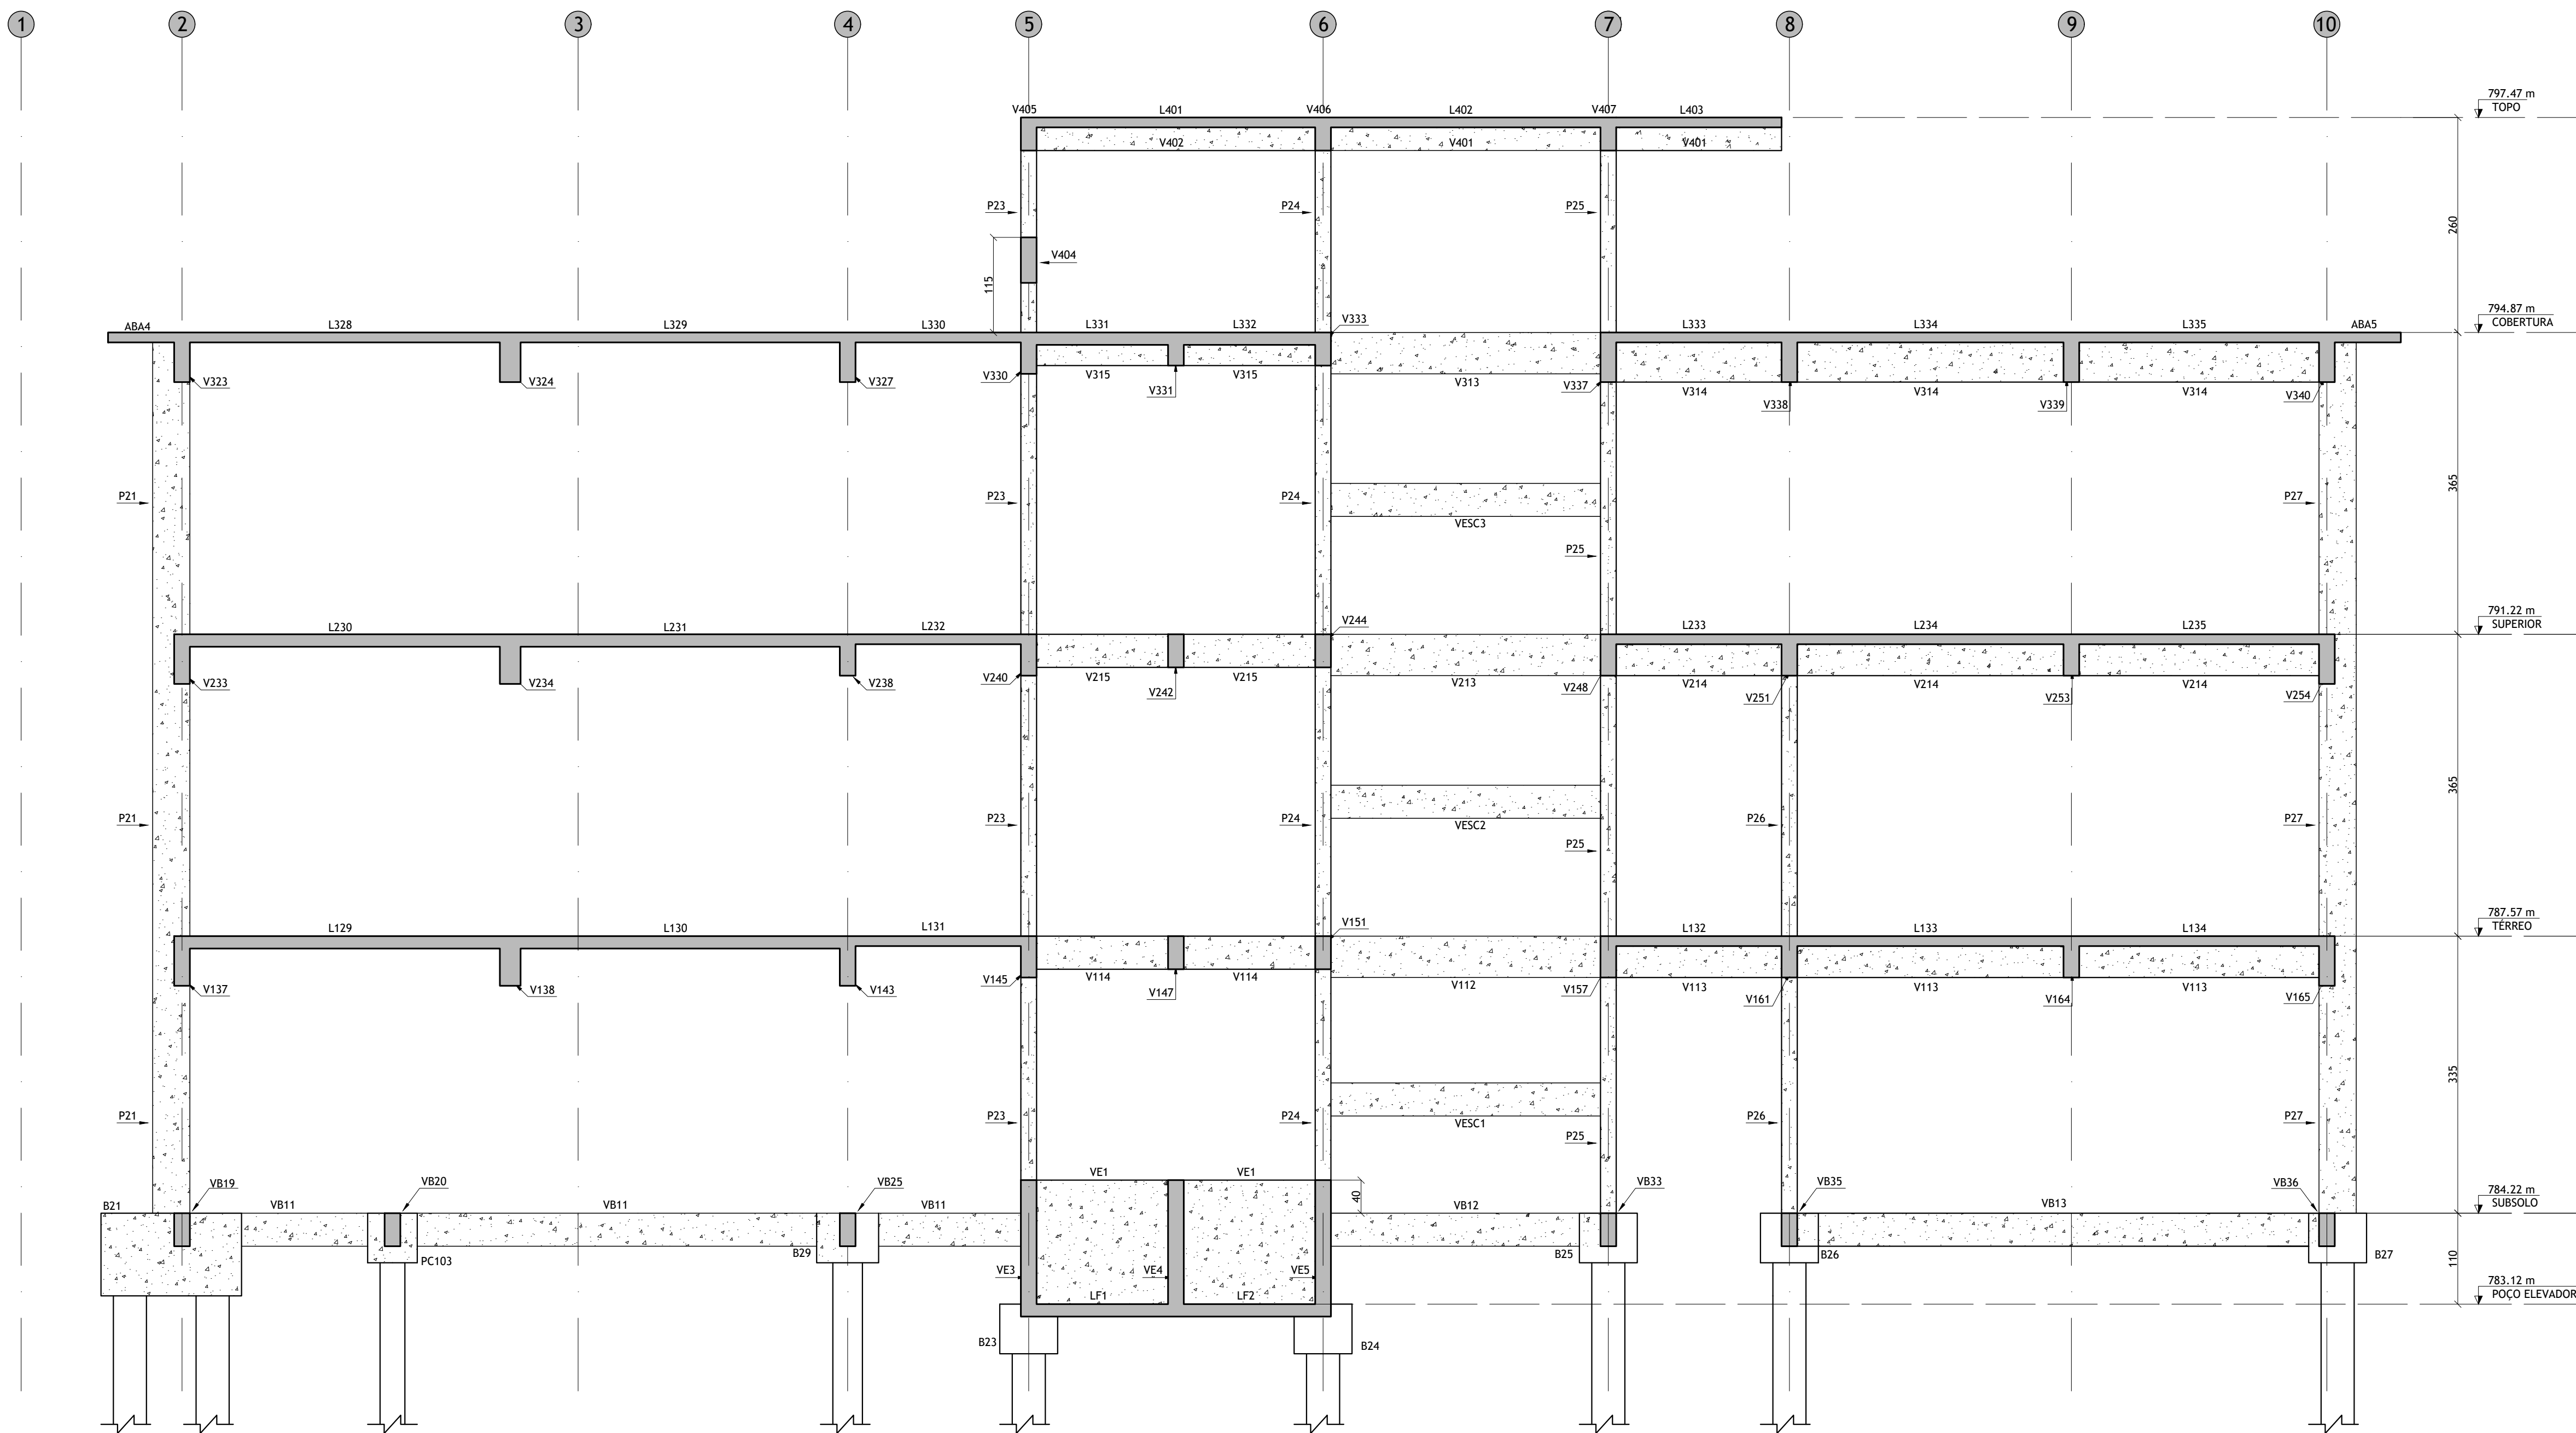 1 2 3 4 5 6 7 8 9 10
797.47 m
TOPO
V405 L401 V406 L402 V407 L403
V402 V401 V401
P23 P24 P25
260
V404
115
794.87 m
COBERTURA
ABA4 L328 L329 L330 L331 L332 V333 L333 L334 L335 ABA5
V323 V324 V327 V330 V315 V331 V315 V313 V337 V314 V338 V314 V339 V314 V340
365
P21 P23 P24 P27
VESC3
P25
791.22 m
SUPERIOR
L230 L231 L232 V244 L233 L234 L235
V233 V234 V238 V240 V215 V242 V215 V213 V248 V214 V251 V214 V253 V214 V254
365
P21 P23 P24 VESC2 P26 P27
P25
787.57 m
TÉRREO
L129 L130 L131 V151 L132 L133 L134
V137 V138 V143 V145 V114 V147 V114 V112 V157 V113 V161 V113 V164 V113 V165
335
P21 P23 P24 VESC1 P26 P27
P25
VE1 VE1
40
784.22 m
SUBSOLO
B21 VB19 VB11 VB20 VB11 VB25 VB11 VB12 VB33 VB35 VB13 VB36
PC103 B29 B25 B26 B27
110
VE3 VE4 VE5
783.12 m
POÇO ELEVADOR
LF1 LF2
B23 B24